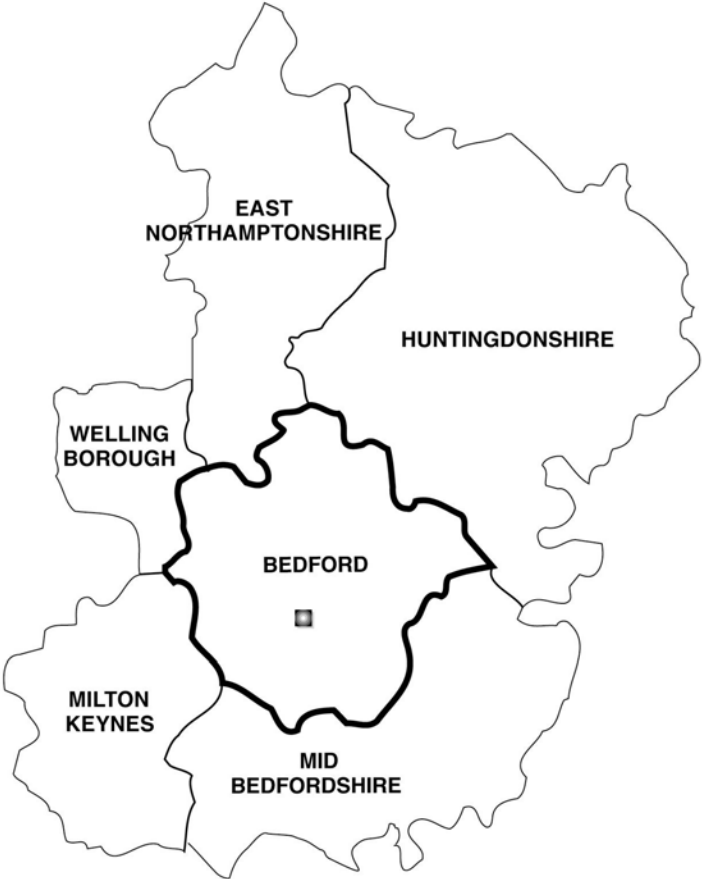 EAST
NORTHAMPTONSHIRE
HUNTINGDONSHIRE
WELLING
BOROUGH
BEDFORD
MILTON
KEYNES
MID
BEDFORDSHIRE